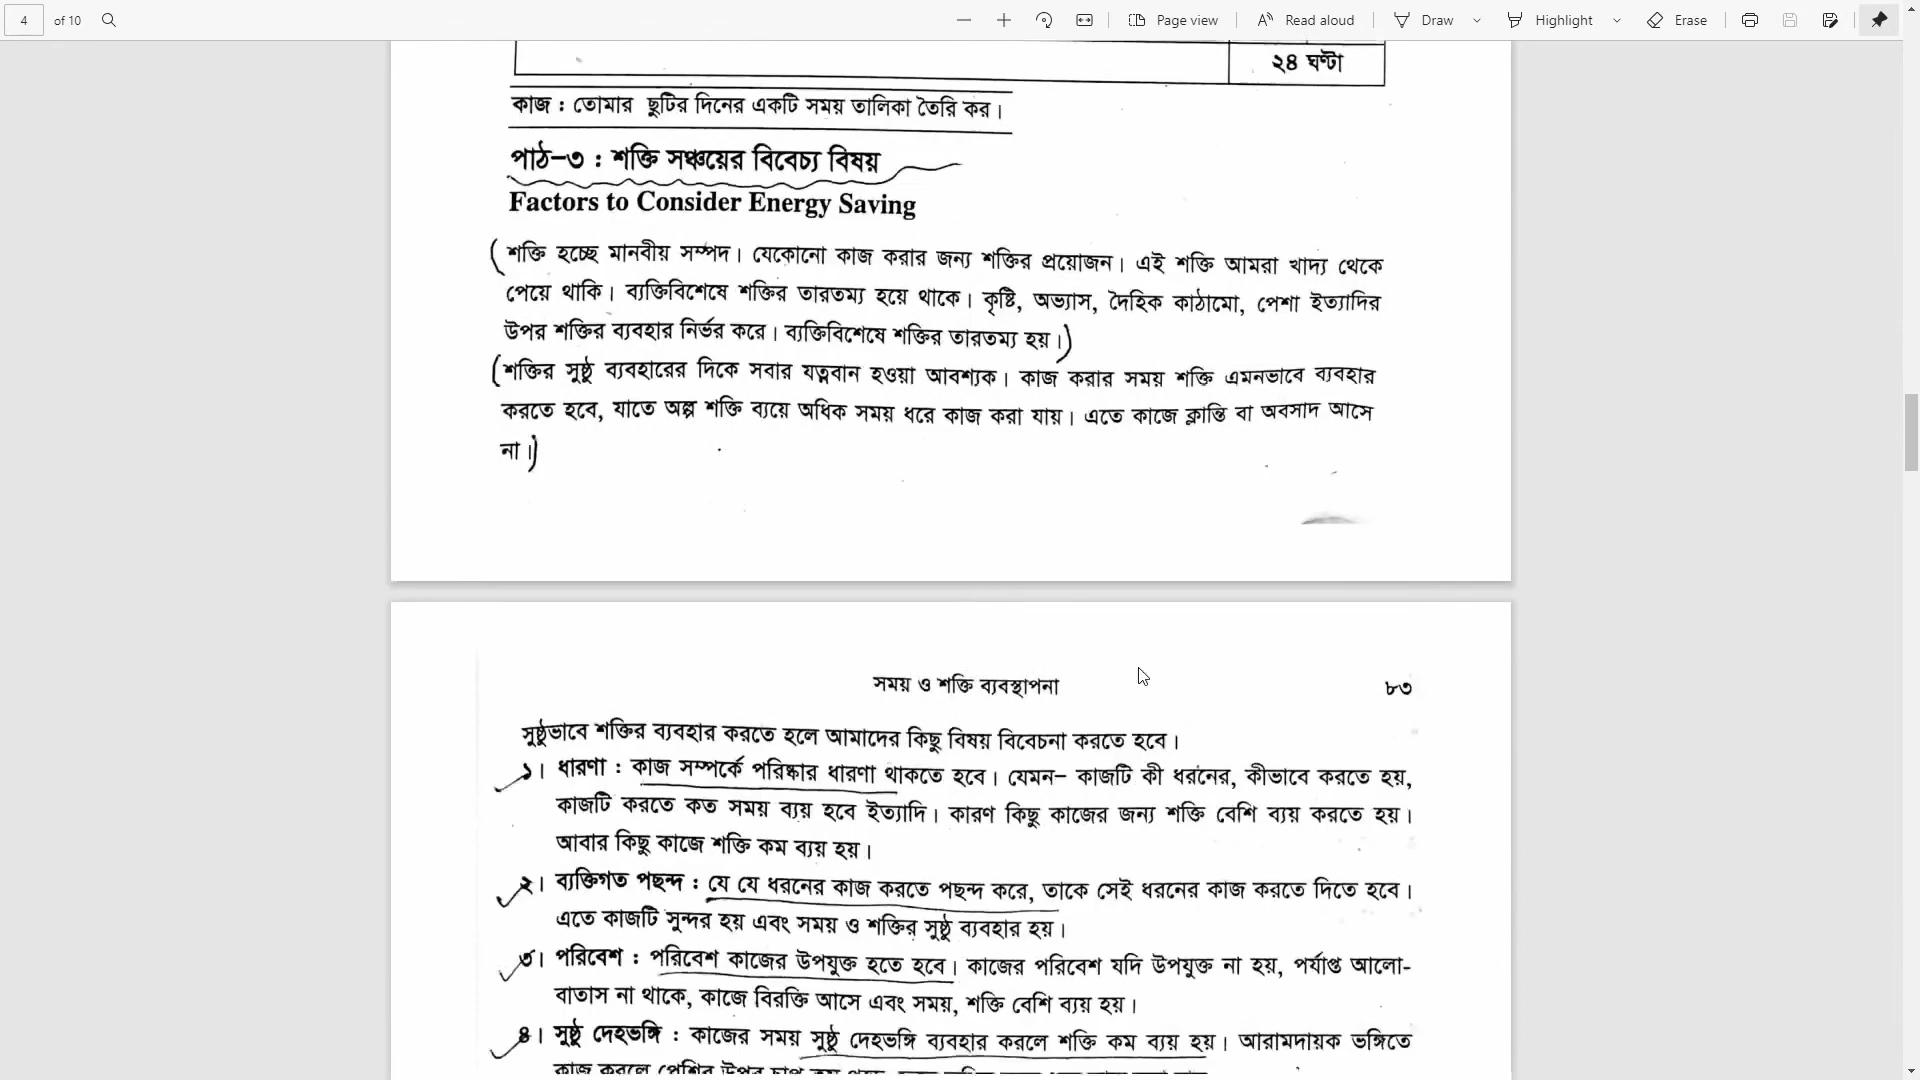 4 of 10 Page view Read aloud Draw Highlight Erase
২৪ ঘণ্টা
কাজ : তোমার ছুটির দিনের একটি সময় তালিকা তৈরি কর।
পাঠ-৩ : শক্তি সঞ্চয়ের বিবেচ্য বিষয়
Factors to Consider Energy Saving
(শক্তি হচ্ছে মানবীয় সম্পদ। যেকোনো কাজ করার জন্য শক্তির প্রয়োজন। এই শক্তি আমরা খাদ্য থেকে
পেয়ে থাকি। ব্যক্তিবিশেষে শক্তির তারতম্য হয়ে থাকে। কৃষ্টি, অভ্যাস, দৈহিক কাঠামো, পেশা ইত্যাদির
উপর শক্তির ব্যবহার নির্ভর করে। ব্যক্তিবিশেষে শক্তির তারতম্য হয়।)
(শক্তির সুষ্ঠু ব্যবহারের দিকে সবার যত্নবান হওয়া আবশ্যক। কাজ করার সময় শক্তি এমনভাবে ব্যবহার
করতে হবে, যাতে অল্প শক্তি ব্যয়ে অধিক সময় ধরে কাজ করা যায়। এতে কাজে ক্লান্তি বা অবসাদ আসে
না।)
সময় ও শক্তি ব্যবস্থাপনা ৮৩
সুষ্ঠুভাবে শক্তির ব্যবহার করতে হলে আমাদের কিছু বিষয় বিবেচনা করতে হবে।
১। ধারণা : কাজ সম্পর্কে পরিষ্কার ধারণা থাকতে হবে। যেমন– কাজটি কী ধরনের, কীভাবে করতে হয়,
কাজটি করতে কত সময় ব্যয় হবে ইত্যাদি। কারণ কিছু কাজের জন্য শক্তি বেশি ব্যয় করতে হয়।
আবার কিছু কাজে শক্তি কম ব্যয় হয়।
২। ব্যক্তিগত পছন্দ : যে যে ধরনের কাজ করতে পছন্দ করে, তাকে সেই ধরনের কাজ করতে দিতে হবে।
এতে কাজটি সুন্দর হয় এবং সময় ও শক্তির সুষ্ঠু ব্যবহার হয়।
৩। পরিবেশ : পরিবেশ কাজের উপযুক্ত হতে হবে। কাজের পরিবেশ যদি উপযুক্ত না হয়, পর্যাপ্ত আলো-
বাতাস না থাকে, কাজে বিরক্তি আসে এবং সময়, শক্তি বেশি ব্যয় হয়।
৪। সুষ্ঠু দেহভঙ্গি : কাজের সময় সুষ্ঠু দেহভঙ্গি ব্যবহার করলে শক্তি কম ব্যয় হয়। আরামদায়ক ভঙ্গিতে
কাজ করলে পেশির উপর চাপ কম